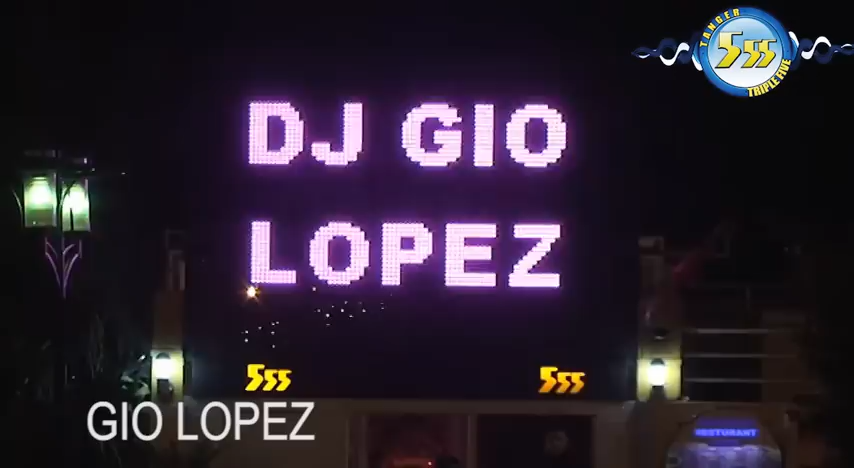 TANGER
555
TRIPLE FIVE
DJ GIO
LOPEZ
555 555
GIO LOPEZ
RESTURANT